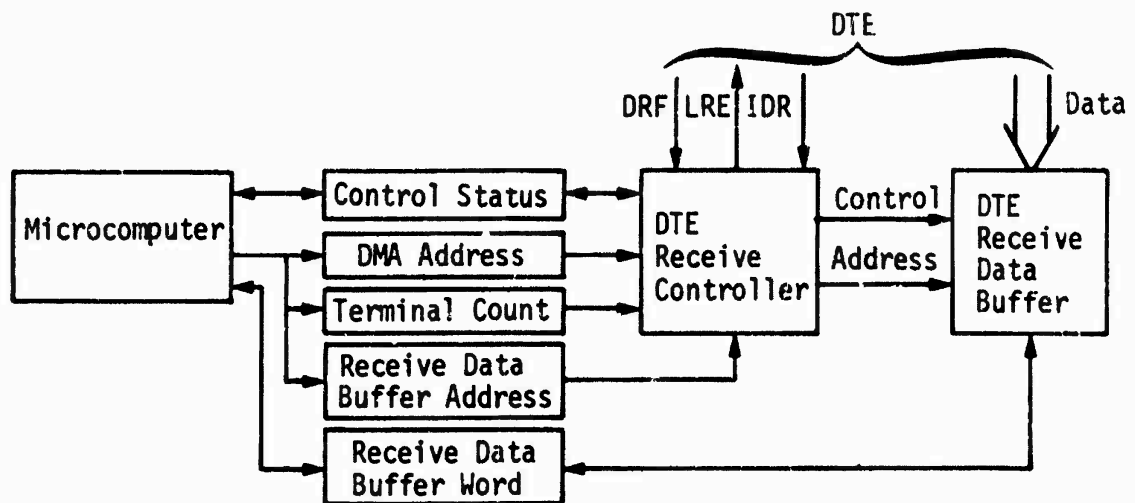 DTE
DRF LRE IDR
Data
Microcomputer
Control Status
DMA Address
Terminal Count
Receive Data
Buffer Address
Receive Data
Buffer Word
DTE
Receive
Controller
Control
Address
DTE
Receive
Data
Buffer